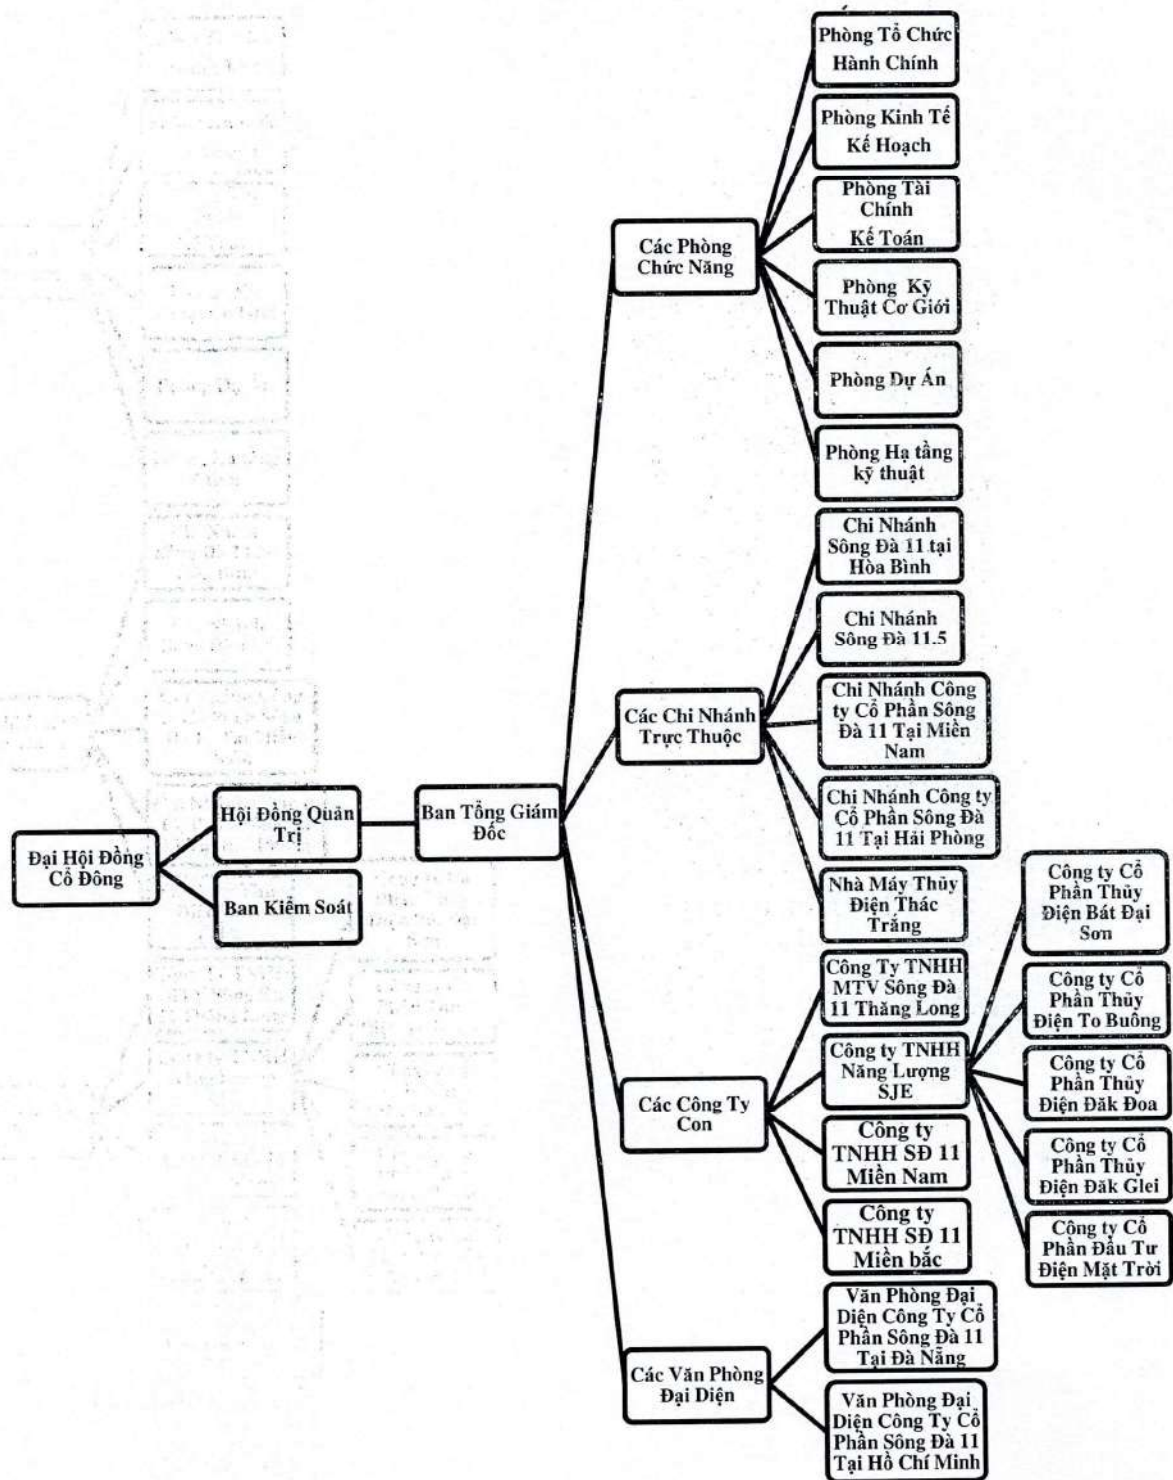 Phòng Tổ Chức
Hành Chính
Phòng Kinh Tế
Kế Hoạch
Phòng Tài
Chính
Kế Toán
Các Phòng
Chức Năng
Phòng Kỹ
Thuật Cơ Giới
Phòng Dự Án
Phòng Hạ tầng
kỹ thuật
Chi Nhánh
Sông Đà 11 tại
Hòa Bình
Chi Nhánh
Sông Đà 11.5
Các Chi Nhánh
Trực Thuộc
Chi Nhánh Công
ty Cổ Phần Sông
Đà 11 Tại Miền
Nam
Chi Nhánh Công ty
Cổ Phần Sông Đà
11 Tại Hải Phòng
Nhà Máy Thủy
Điện Thác
Trắng
Đại Hội Đồng
Cổ Đông
Hội Đồng Quản
Trị
Ban Kiểm Soát
Ban Tổng Giám
Đốc
Các Công Ty
Con
Công Ty TNHH
MTV Sông Đà
11 Thăng Long
Công ty TNHH
Năng Lượng
SJE
Công ty
TNHH SĐ 11
Miền Nam
Công ty
TNHH SĐ 11
Miền bắc
Công ty Cổ
Phần Thủy
Điện Bát Đại
Sơn
Công ty Cổ
Phần Thủy
Điện To Buông
Công ty Cổ
Phần Thủy
Điện Đăk Đoa
Công ty Cổ
Phần Thủy
Điện Đăk Glei
Công ty Cổ
Phần Đầu Tư
Điện Mặt Trời
Các Văn Phòng
Đại Diện
Văn Phòng Đại
Diện Công Ty Cổ
Phần Sông Đà 11
Tại Đà Nẵng
Văn Phòng Đại
Diện Công Ty Cổ
Phần Sông Đà 11
Tại Hồ Chí Minh